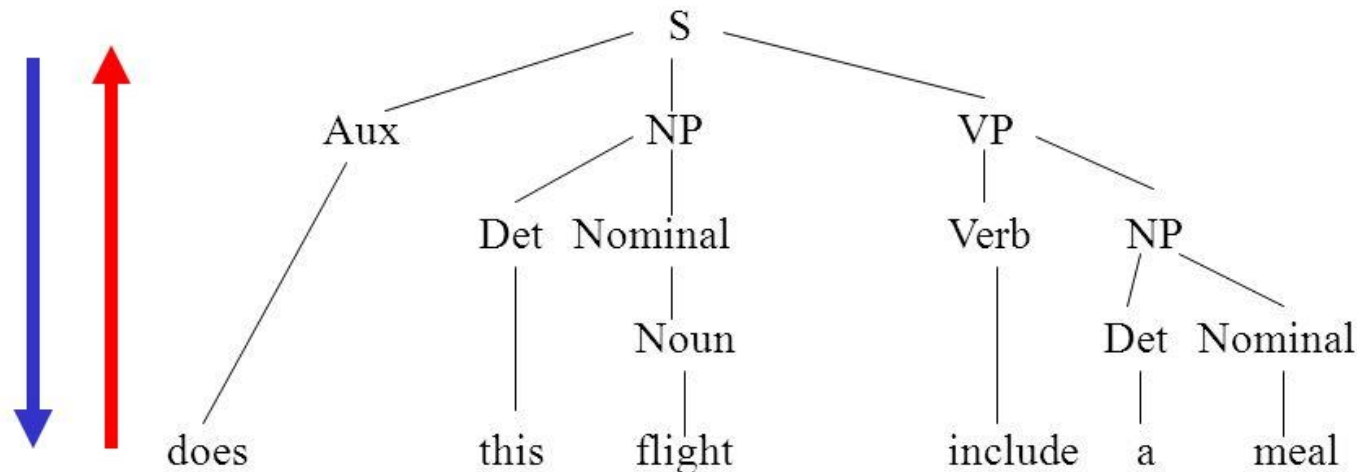 S
Aux NP VP
Det Nominal Verb NP
Noun Det Nominal
does this flight include a meal